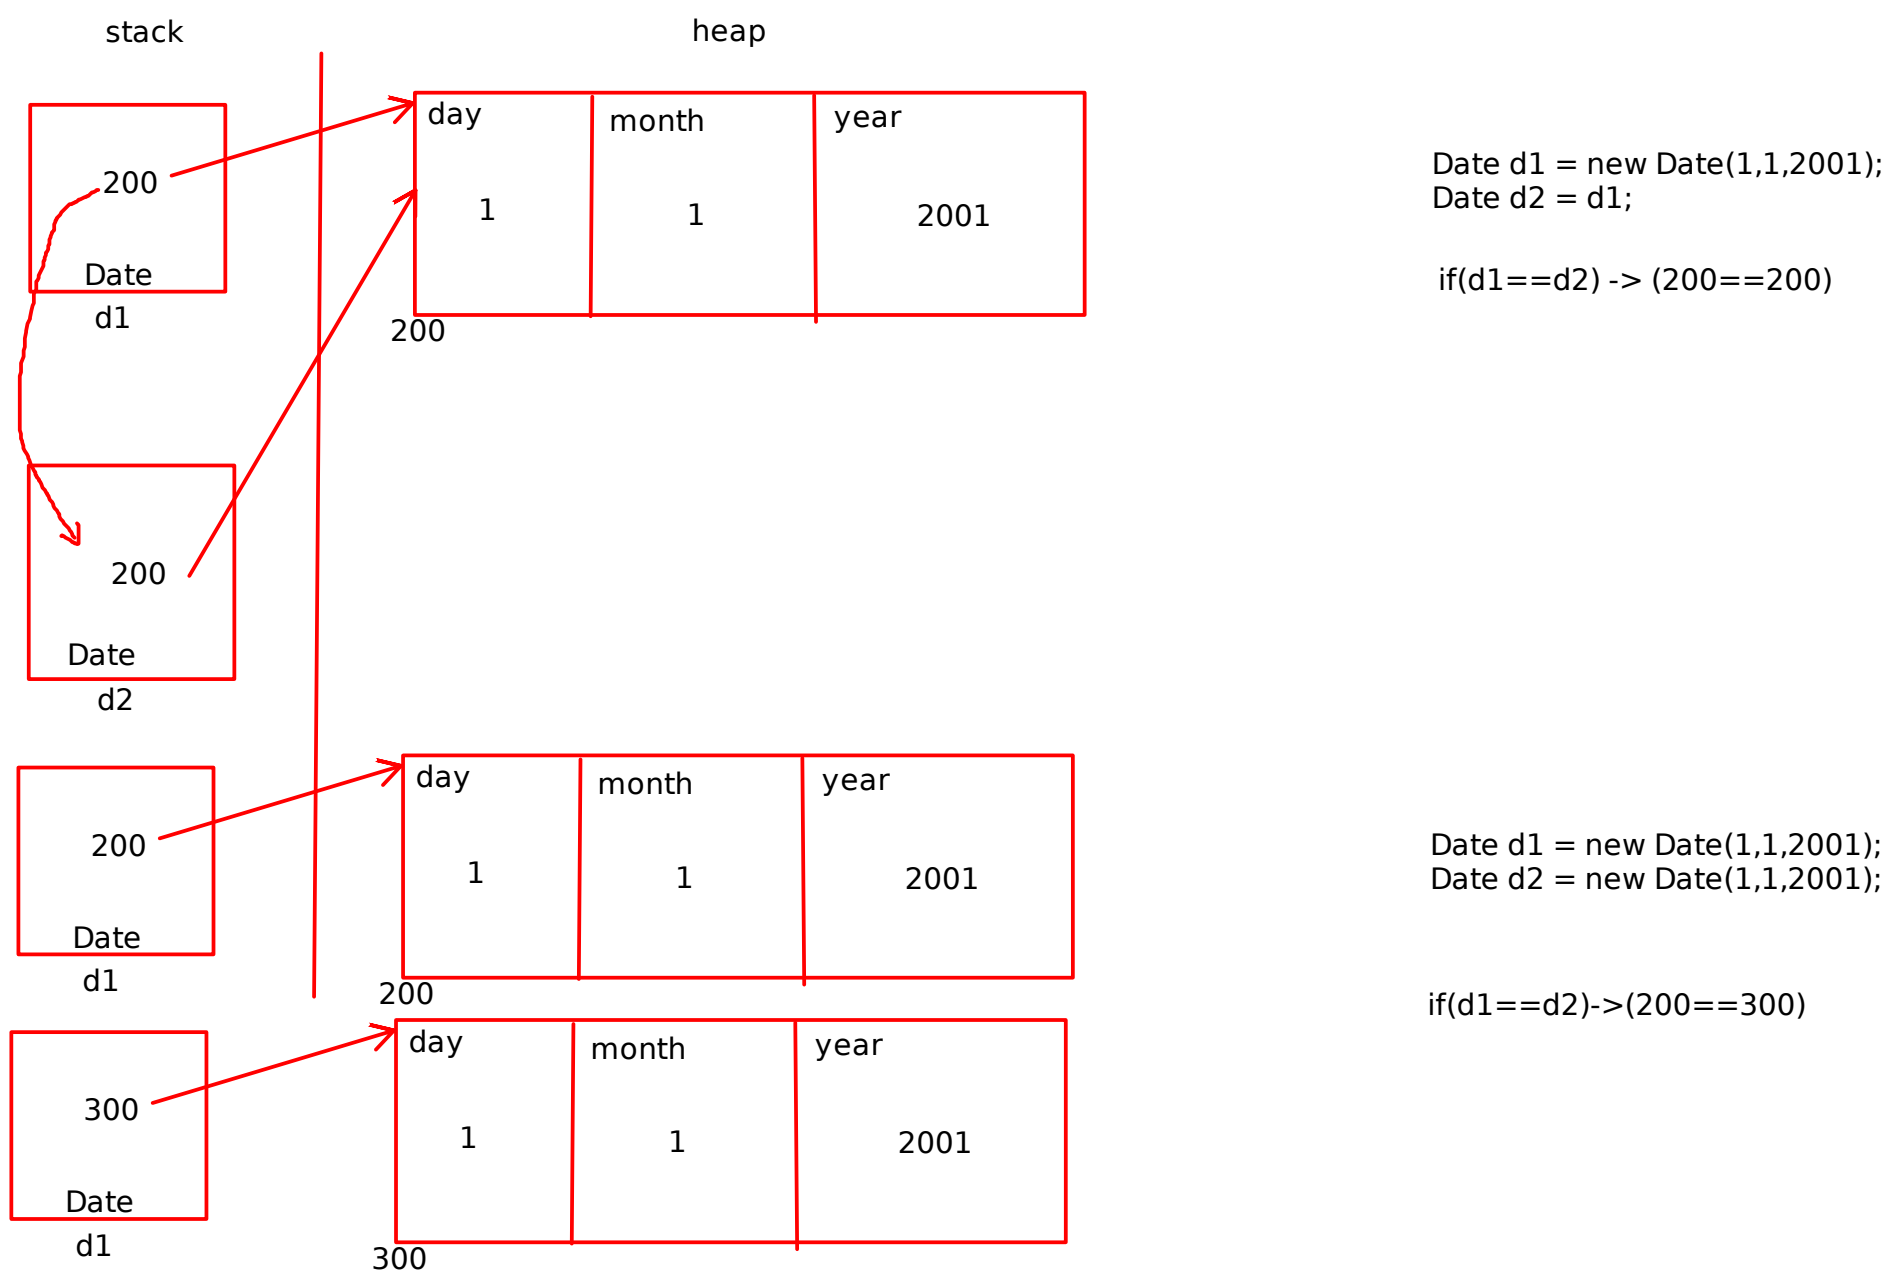 stack
heap
day
month
year
200
1
1
2001
Date
d1
200
Date d1 = new Date(1,1,2001);
Date d2 = d1;
if(d1==d2) -> (200==200)
200
Date
d2
day
month
year
200
1
1
2001
Date
d1
200
Date d1 = new Date(1,1,2001);
Date d2 = new Date(1,1,2001);
if(d1==d2)->(200==300)
day
month
year
300
1
1
2001
Date
d1
300